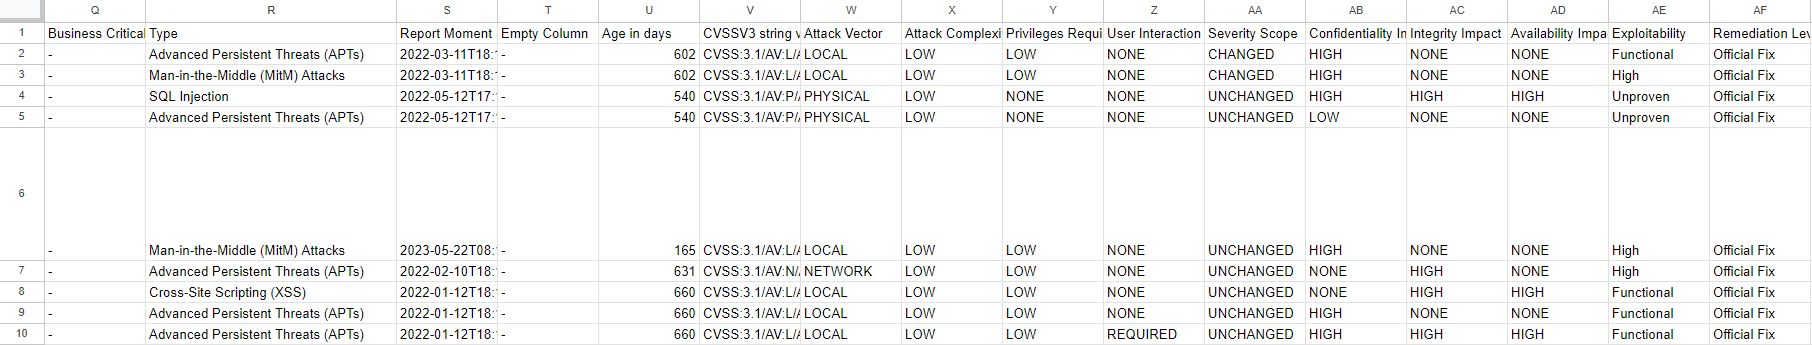 Q R S T U V W X Y Z AA AB AC AD AE AF
1 Business Critical Type Report Moment Empty Column Age in days CVSSV3 string v Attack Vector Attack Complexi Privileges Requi User Interaction Severity Scope Confidentiality In Integrity Impact Availability Impa Exploitability Remediation Lev
2 - Advanced Persistent Threats (APTs) 2022-03-11T18: - 602 CVSS:3.1/AV:L/A LOCAL LOW LOW NONE CHANGED HIGH NONE NONE Functional Official Fix
3 - Man-in-the-Middle (MitM) Attacks 2022-03-11T18: - 602 CVSS:3.1/AV:L/A LOCAL LOW LOW NONE CHANGED HIGH NONE NONE High Official Fix
4 - SQL Injection 2022-05-12T17: - 540 CVSS:3.1/AV:P/A PHYSICAL LOW NONE NONE UNCHANGED HIGH HIGH HIGH Unproven Official Fix
5 - Advanced Persistent Threats (APTs) 2022-05-12T17: - 540 CVSS:3.1/AV:P/A PHYSICAL LOW NONE NONE UNCHANGED LOW NONE NONE Unproven Official Fix
6 - Man-in-the-Middle (MitM) Attacks 2023-05-22T08: - 165 CVSS:3.1/AV:L/A LOCAL LOW LOW NONE UNCHANGED HIGH NONE NONE High Official Fix
7 - Advanced Persistent Threats (APTs) 2022-02-10T18: - 631 CVSS:3.1/AV:N/A NETWORK LOW LOW NONE UNCHANGED NONE HIGH NONE High Official Fix
8 - Cross-Site Scripting (XSS) 2022-01-12T18: - 660 CVSS:3.1/AV:L/A LOCAL LOW LOW NONE UNCHANGED NONE HIGH HIGH Functional Official Fix
9 - Advanced Persistent Threats (APTs) 2022-01-12T18: - 660 CVSS:3.1/AV:L/A LOCAL LOW LOW NONE UNCHANGED HIGH NONE NONE Functional Official Fix
10 - Advanced Persistent Threats (APTs) 2022-01-12T18: - 660 CVSS:3.1/AV:L/A LOCAL LOW LOW REQUIRED UNCHANGED HIGH HIGH HIGH Functional Official Fix